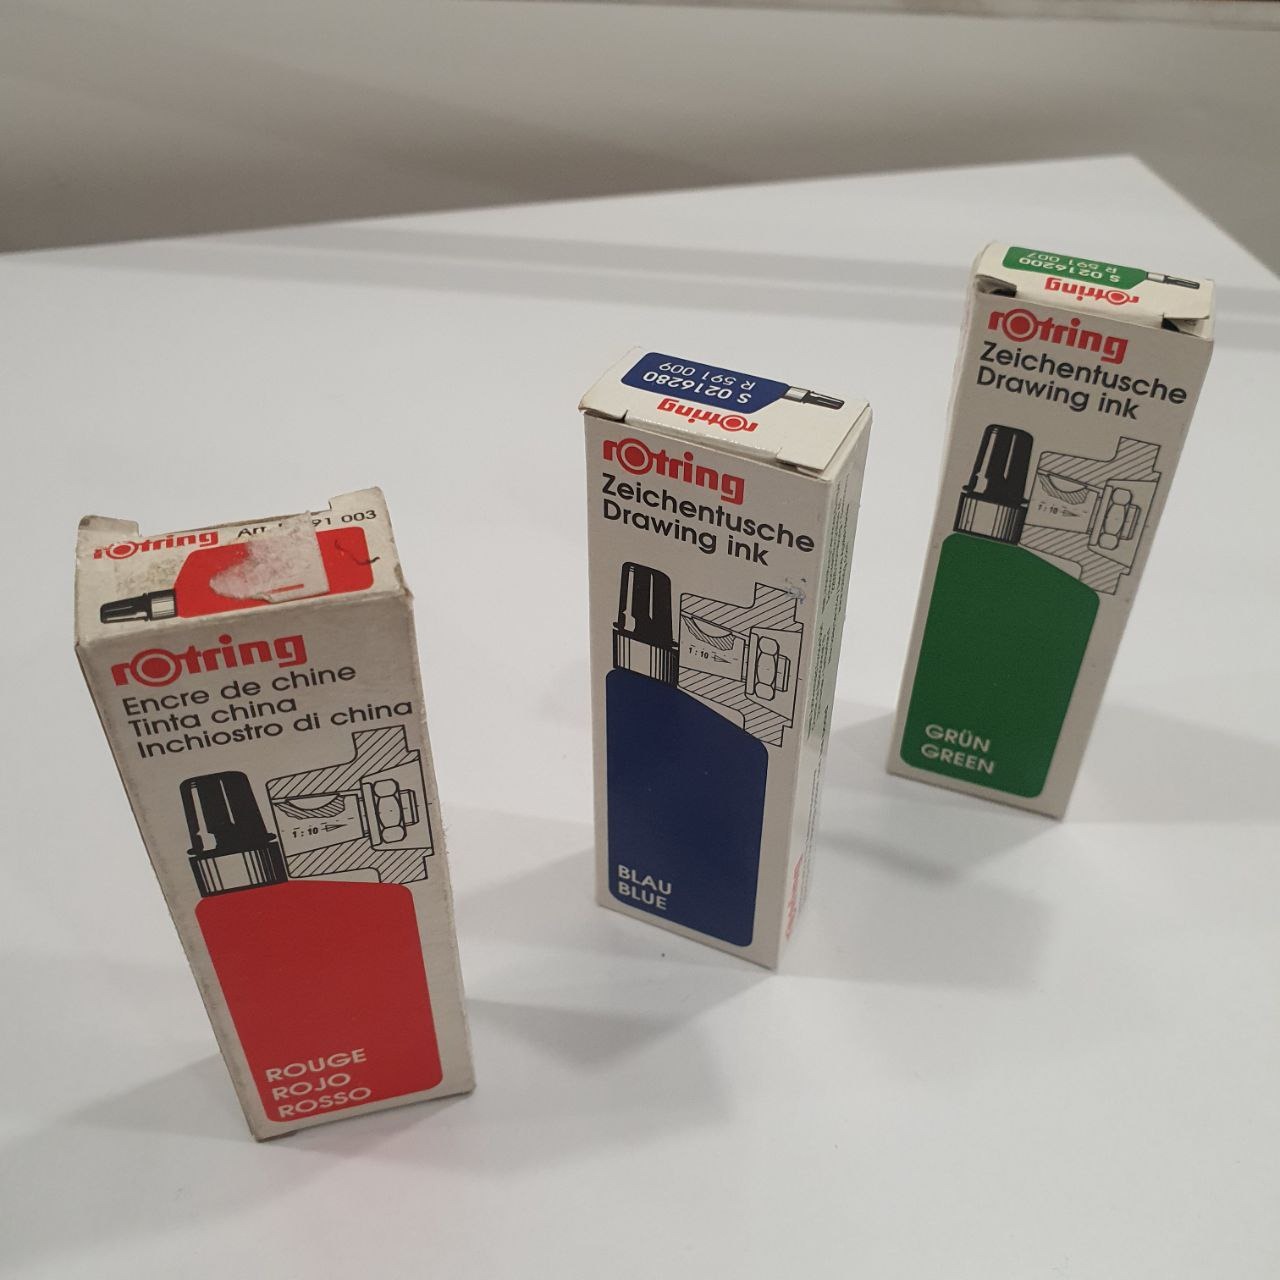 rotring
91 003
rotring
Encre de chine
Tinta china
Inchiostro di china
1 : 10
ROUGE
ROJO
ROSSO
S 0216280
R 591 009
rotring
rotring
Zeichentusche
Drawing ink
1 : 10
BLAU
BLUE
S 0216200
R 591 007
rotring
rotring
Zeichentusche
Drawing ink
1 : 10
GRÜN
GREEN